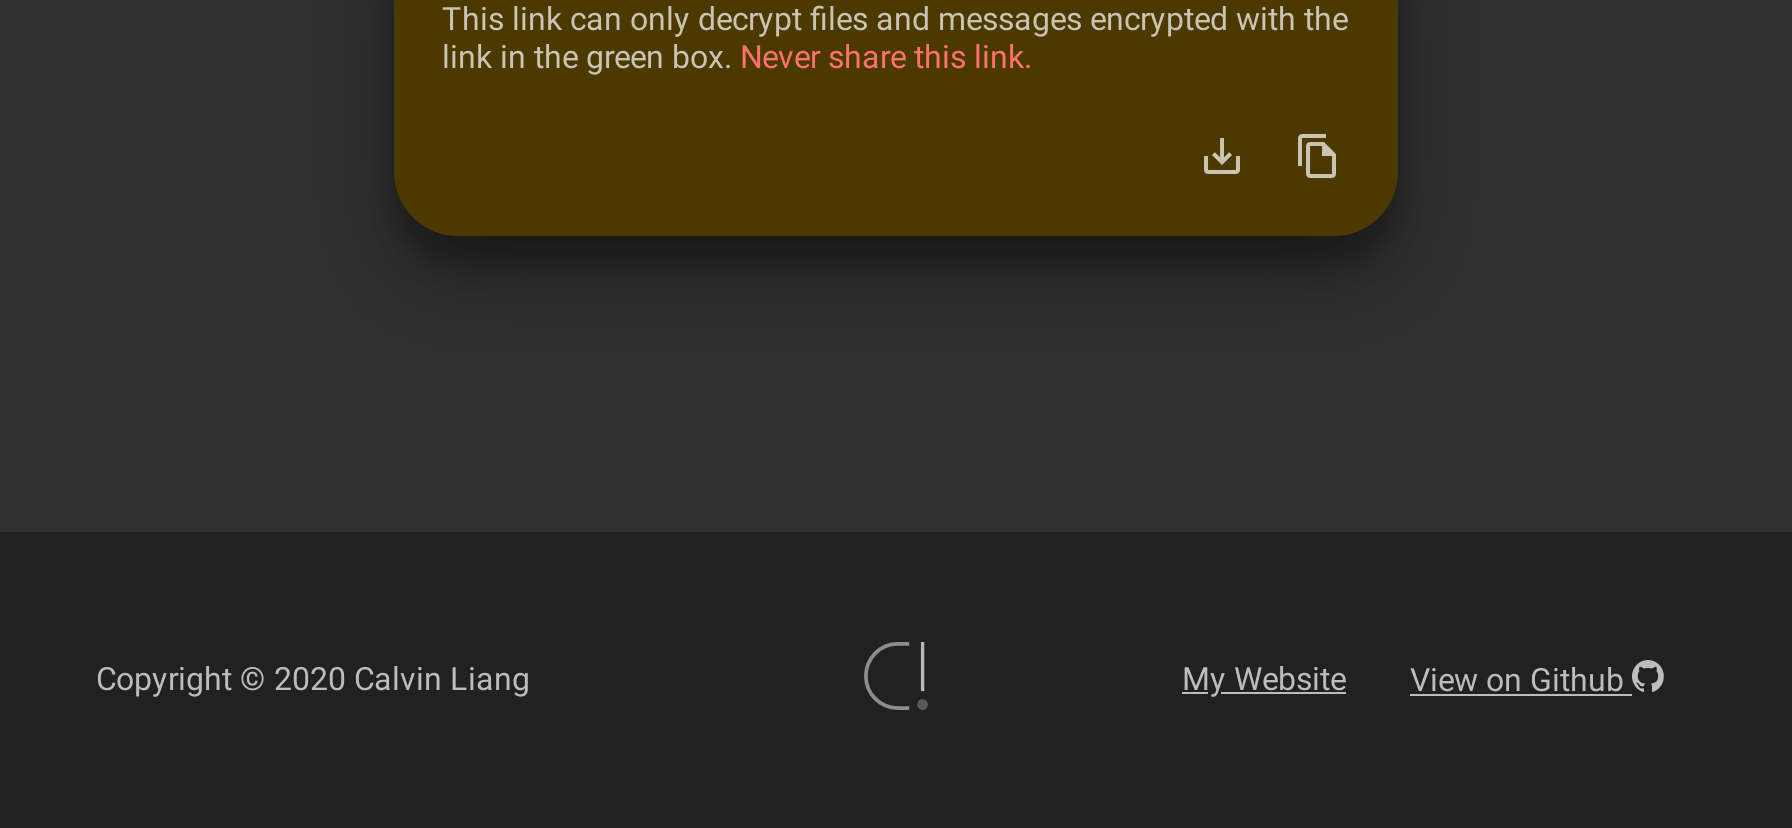 This link can only decrypt files and messages encrypted with the
link in the green box. Never share this link.
Copyright © 2020 Calvin Liang
My Website
View on Github